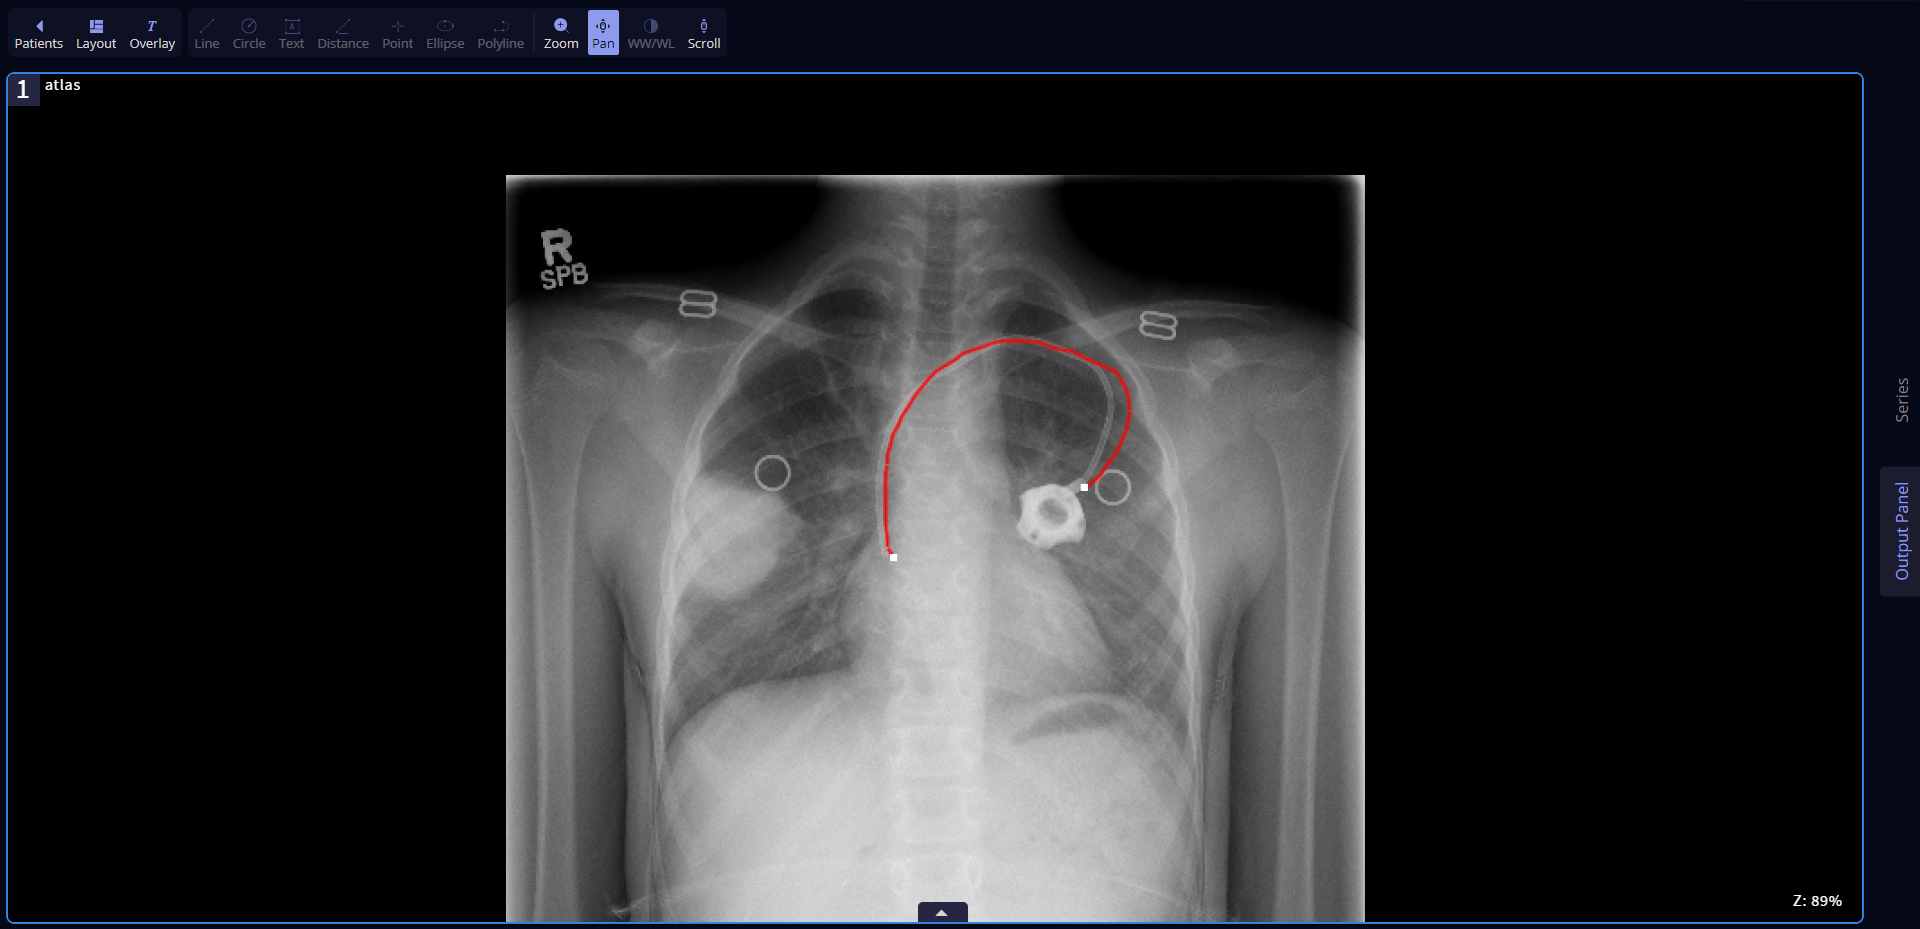 Patients Layout Overlay Line Circle Text Distance Point Ellipse Polyline Zoom Pan WW/WL Scroll
1 atlas
R
SPB
Series
Output Panel
Z: 89%